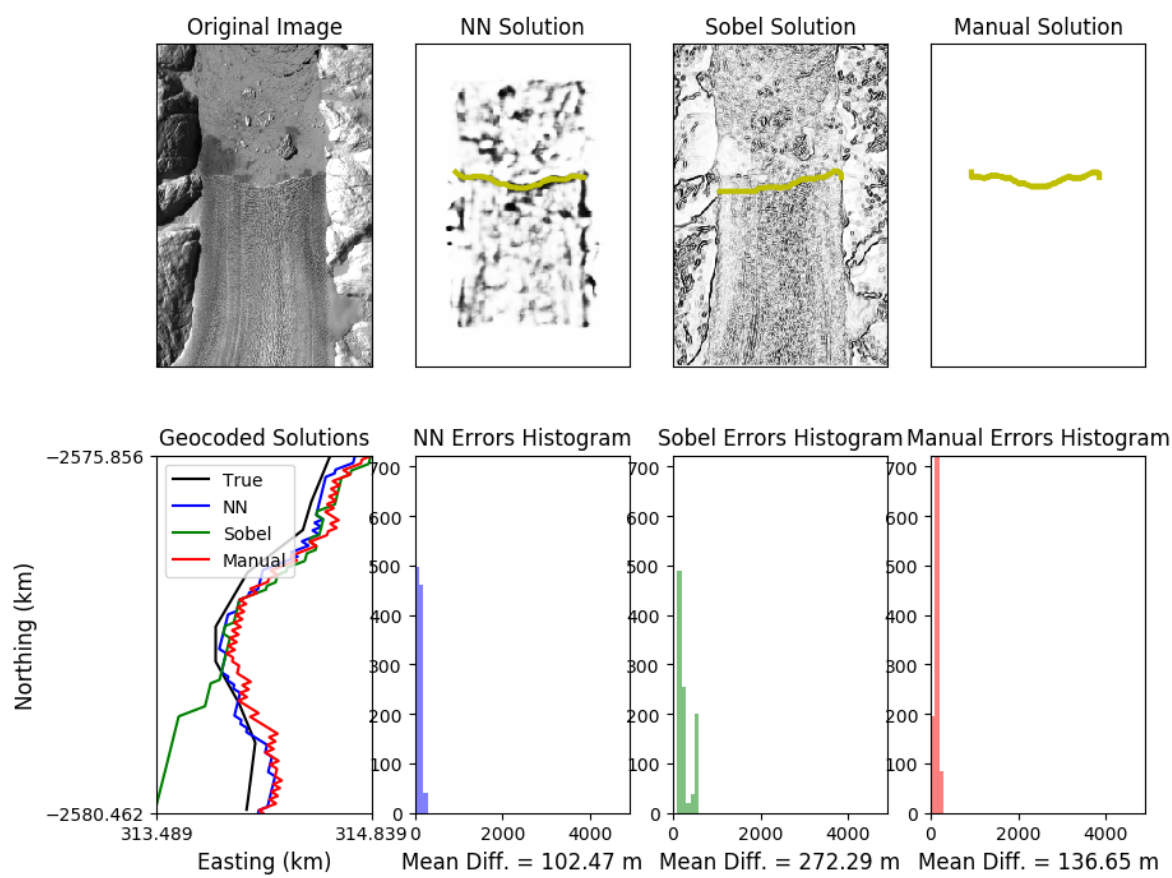 Original Image
NN Solution
Sobel Solution
Manual Solution
Geocoded Solutions
NN Errors Histogram
Sobel Errors Histogram
Manual Errors Histogram
−2575.856
−2580.462
Northing (km)
True
NN
Sobel
Manual
313.489
314.839
Easting (km)
700
600
500
400
300
200
100
0
0
2000
4000
Mean Diff. = 102.47 m
700
600
500
400
300
200
100
0
0
2000
4000
Mean Diff. = 272.29 m
700
600
500
400
300
200
100
0
0
2000
4000
Mean Diff. = 136.65 m